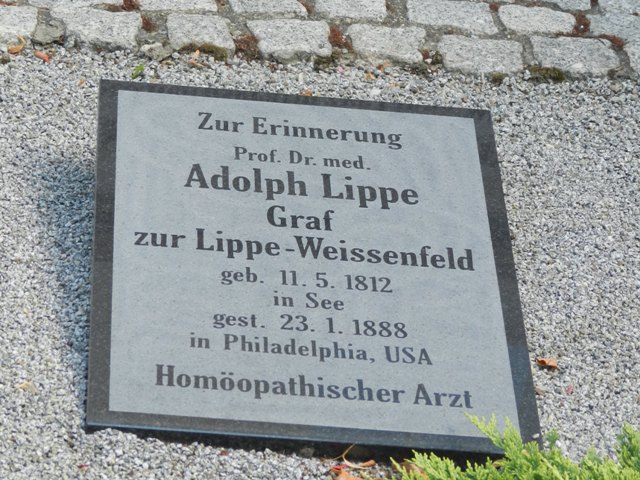 Zur Erinnerung
Prof. Dr. med.
Adolph Lippe
Graf
zur Lippe-Weissenfeld
geb. 11. 5. 1812
in See
gest. 23. 1. 1888
in Philadelphia, USA
Homöopathischer Arzt